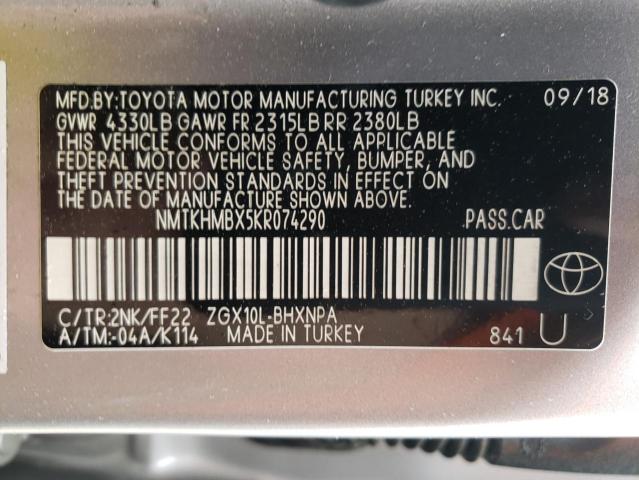 MFD.BY:TOYOTA MOTOR MANUFACTURING TURKEY INC. 09/18
GVWR 4330LB GAWR FR 2315LB RR 2380LB
THIS VEHICLE CONFORMS TO ALL APPLICABLE
FEDERAL MOTOR VEHICLE SAFETY, BUMPER, AND
THEFT PREVENTION STANDARDS IN EFFECT ON
THE DATE OF MANUFACTURE SHOWN ABOVE.
NMTKHMBX5KR074290 PASS.CAR
C/TR:2NK/FF22 ZGX10L-BHXNPA
A/TM:-04A/K114 MADE IN TURKEY 841 U